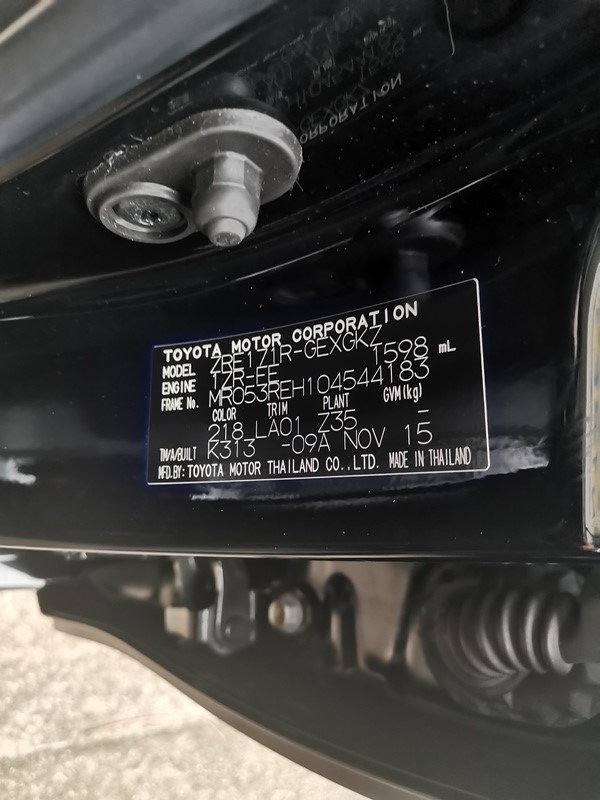 TOYOTA MOTOR CORPORATION
MODEL ZRE171R-GEXGKZ
ENGINE 1ZR-FE 1598 mL
FRAME No. MR053REH104544183
COLOR TRIM PLANT GVM(kg)
218 LA01 Z35 -
T/M/A/BUILT K313 -09A NOV 15
MFD.BY: TOYOTA MOTOR THAILAND CO.,LTD. MADE IN THAILAND